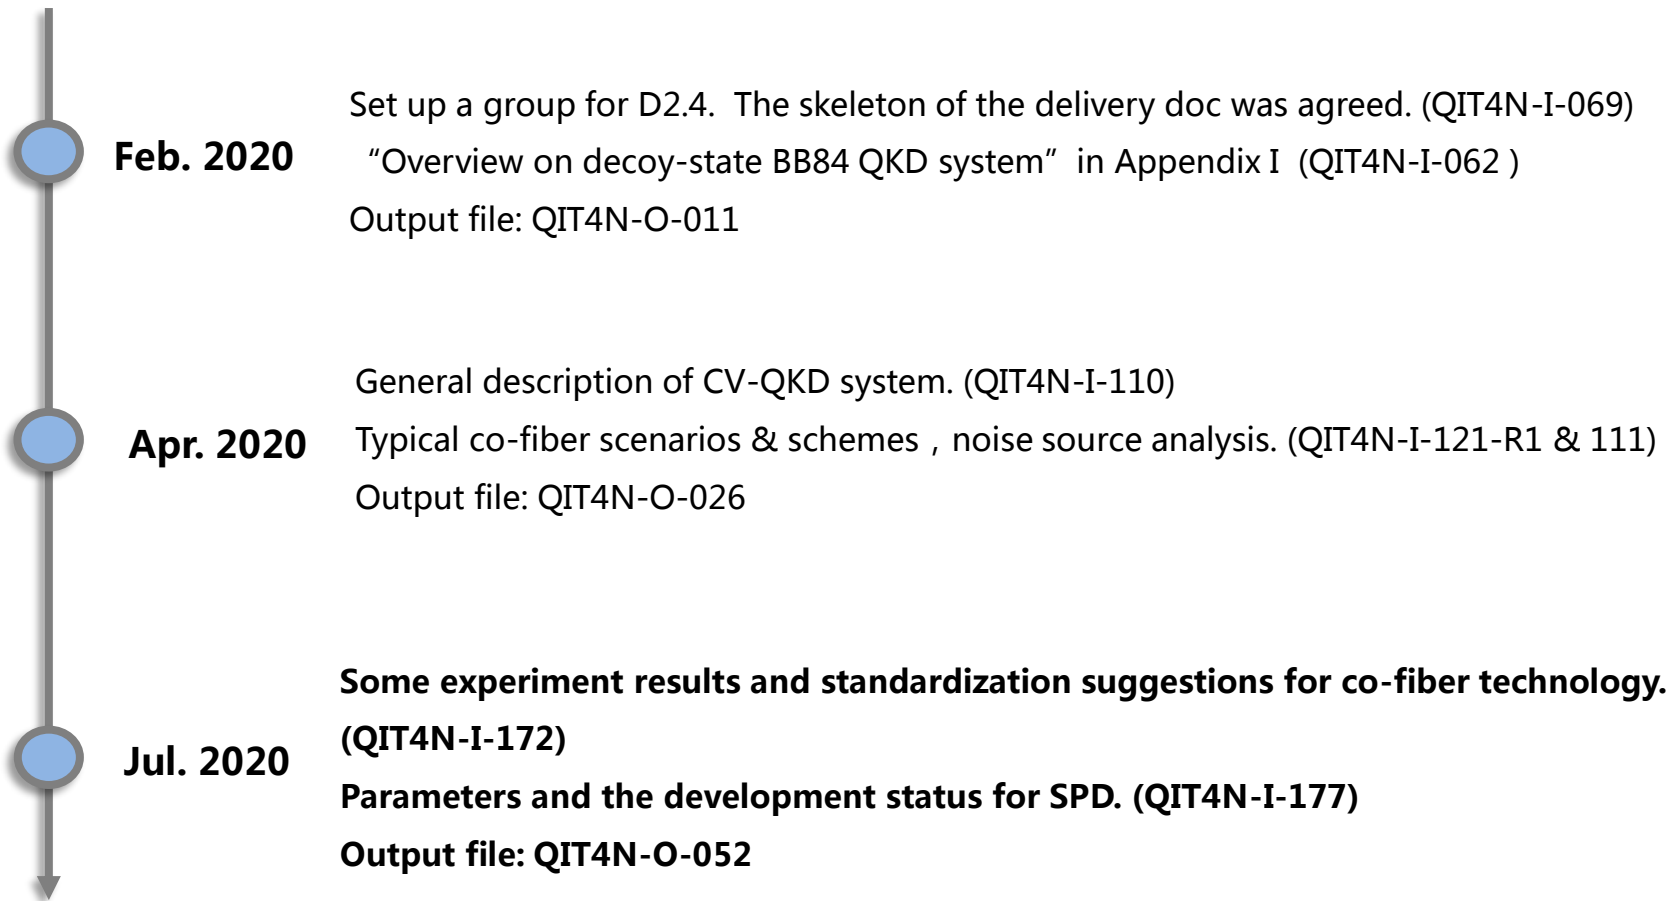 Feb. 2020
Set up a group for D2.4.  The skeleton of the delivery doc was agreed. (QIT4N-I-069)
“Overview on decoy-state BB84 QKD system” in Appendix I  (QIT4N-I-062 )
Output file: QIT4N-O-011
Apr. 2020
General description of CV-QKD system. (QIT4N-I-110)
Typical co-fiber scenarios & schemes，noise source analysis. (QIT4N-I-121-R1 & 111)
Output file: QIT4N-O-026
Jul. 2020
Some experiment results and standardization suggestions for co-fiber technology.
(QIT4N-I-172)
Parameters and the development status for SPD. (QIT4N-I-177)
Output file: QIT4N-O-052